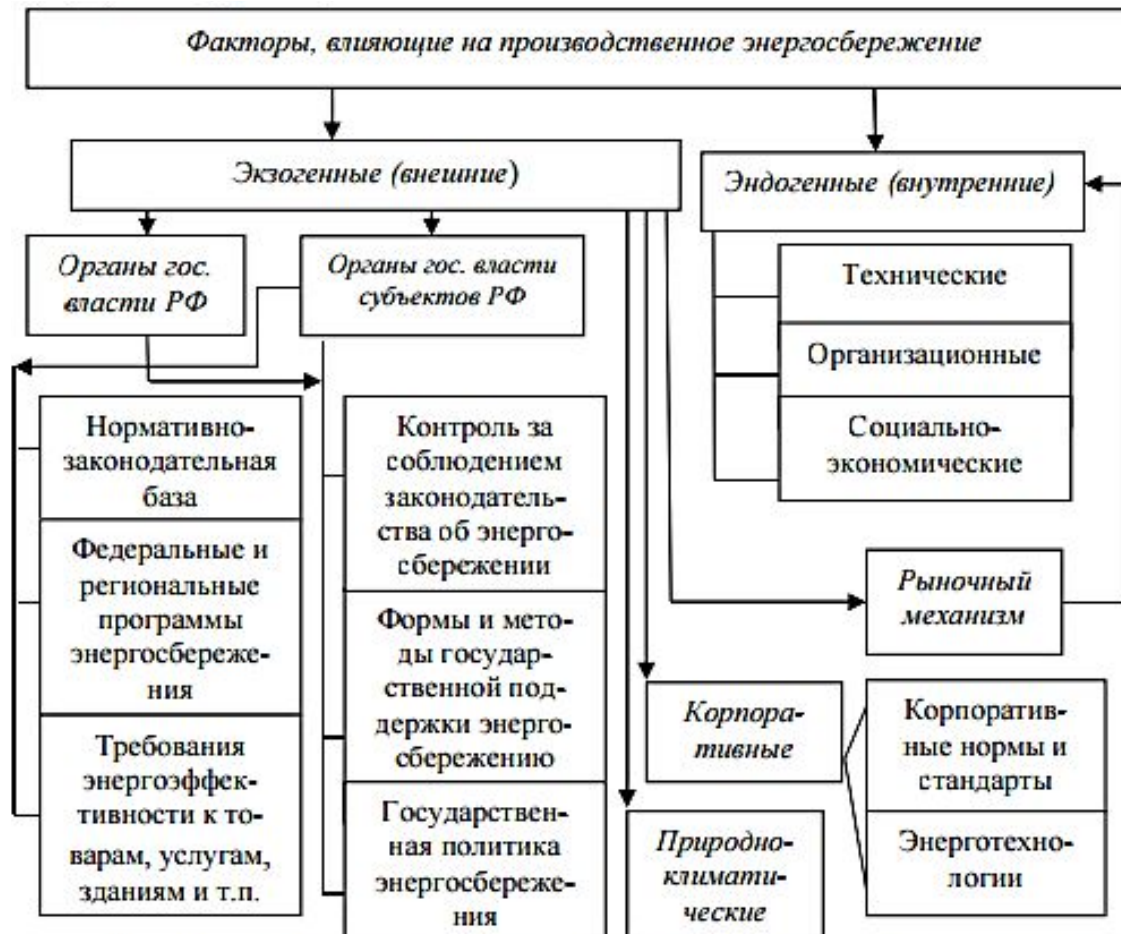 Факторы, влияющие на производственное энергосбережение
Экзогенные (внешние)
Эндогенные (внутренние)
Органы гос.
власти РФ
Органы гос. власти
субъектов РФ
Технические
Организационные
Социально-
экономические
Нормативно-
законодательная
база
Федеральные и
региональные
программы
энергосбереже-
ния
Требования
энергоэффек-
тивности к то-
варам, услугам,
зданиям и т.п.
Контроль за
соблюдением
законодатель-
ства об энерго-
сбережении
Формы и мето-
ды государ-
ственной под-
держки энерго-
сбережению
Государствен-
ная политика
энергосбереже-
ния
Рыночный
механизм
Корпора-
тивные
Корпоратив-
ные нормы и
стандарты
Энерготехно-
логии
Природно-
климати-
ческие